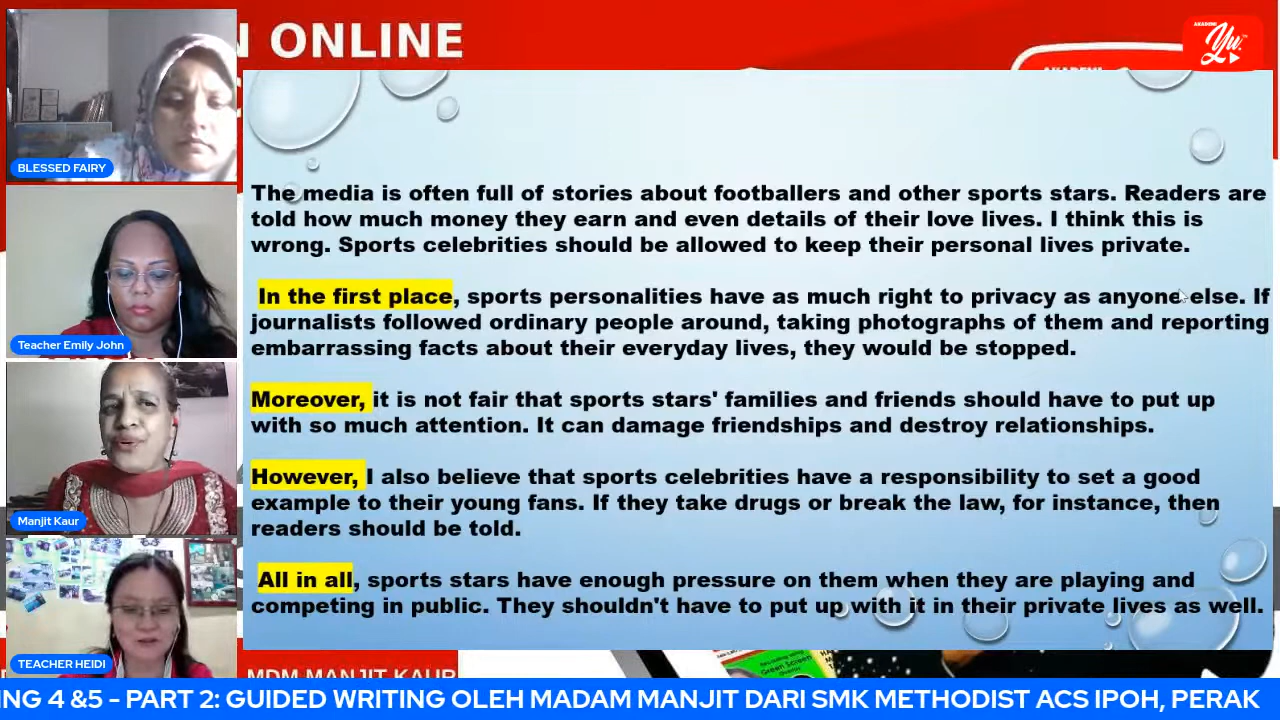 N ONLINE
AKADEMI
Yu
BLESSED FAIRY
Teacher Emily John
Manjit Kaur
TEACHER HEIDI
The media is often full of stories about footballers and other sports stars. Readers are
told how much money they earn and even details of their love lives. I think this is
wrong. Sports celebrities should be allowed to keep their personal lives private.
In the first place, sports personalities have as much right to privacy as anyone else. If
journalists followed ordinary people around, taking photographs of them and reporting
embarrassing facts about their everyday lives, they would be stopped.
Moreover, it is not fair that sports stars' families and friends should have to put up
with so much attention. It can damage friendships and destroy relationships.
However, I also believe that sports celebrities have a responsibility to set a good
example to their young fans. If they take drugs or break the law, for instance, then
readers should be told.
All in all, sports stars have enough pressure on them when they are playing and
competing in public. They shouldn't have to put up with it in their private lives as well.
MDM MANJIT KAUR
Green Screen
ING 4 &5 - PART 2: GUIDED WRITING OLEH MADAM MANJIT DARI SMK METHODIST ACS IPOH, PERAK